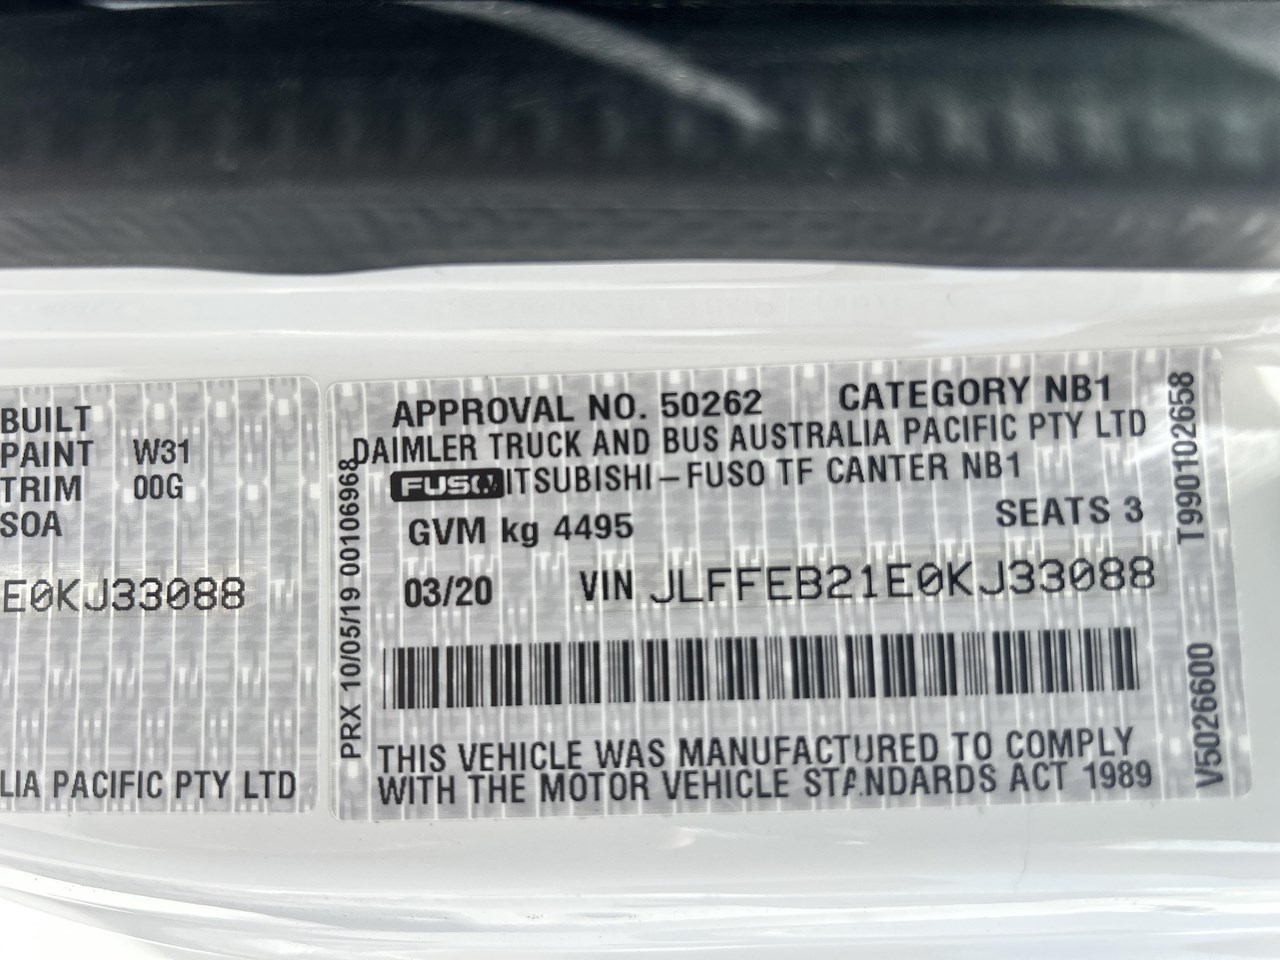 BUILT
PAINT W31
TRIM 00G
SOA
E0KJ33088
LIA PACIFIC PTY LTD
PRX 10/05/19 00106968
APPROVAL NO. 50262 CATEGORY NB1
DAIMLER TRUCK AND BUS AUSTRALIA PACIFIC PTY LTD
FUSO ITSUBISHI-FUSO TF CANTER NB1
GVM kg 4495 SEATS 3
03/20 VIN JLFFEB21E0KJ33088
THIS VEHICLE WAS MANUFACTURED TO COMPLY
WITH THE MOTOR VEHICLE STANDARDS ACT 1989
T990102658
V5026600